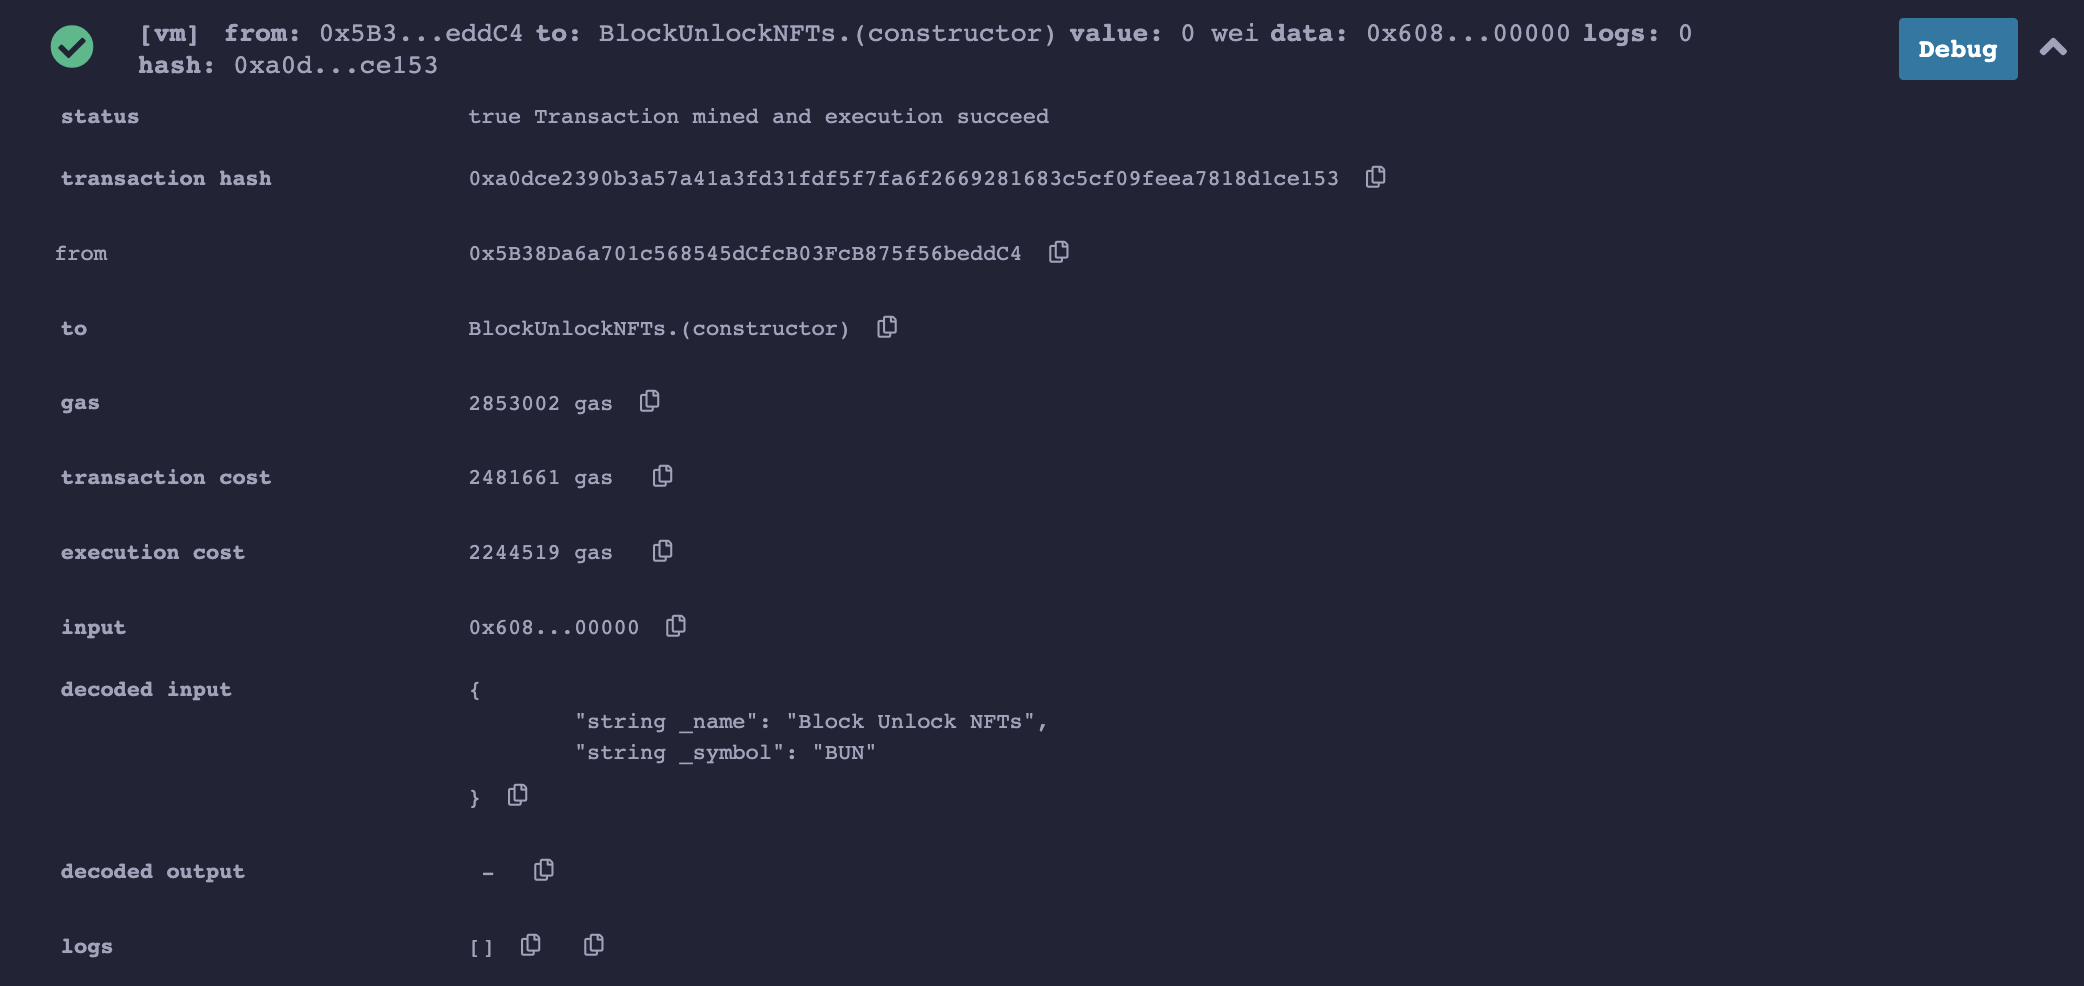 [vm] from: 0x5B3...eddC4 to: BlockUnlockNFTs.(constructor) value: 0 wei data: 0x608...00000 logs: 0
hash: 0xa0d...ce153
Debug
status true Transaction mined and execution succeed
transaction hash 0xa0dce2390b3a57a41a3fd31fdf5f7fa6f2669281683c5cf09feea7818d1ce153
from 0x5B38Da6a701c568545dCfcB03FcB875f56beddC4
to BlockUnlockNFTs.(constructor)
gas 2853002 gas
transaction cost 2481661 gas
execution cost 2244519 gas
input 0x608...00000
decoded input {
"string _name": "Block Unlock NFTs",
"string _symbol": "BUN"
}
decoded output -
logs []